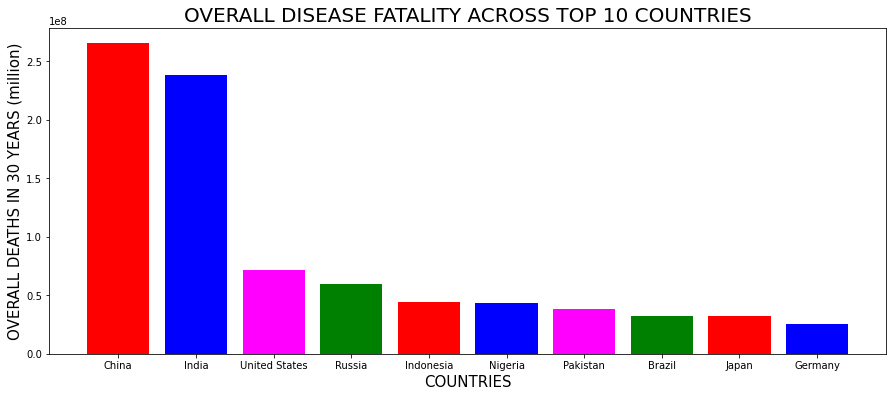 OVERALL DISEASE FATALITY ACROSS TOP 10 COUNTRIES
1e8
OVERALL DEATHS IN 30 YEARS (million)
2.5
2.0
1.5
1.0
0.5
0.0
China India United States Russia Indonesia Nigeria Pakistan Brazil Japan Germany
COUNTRIES